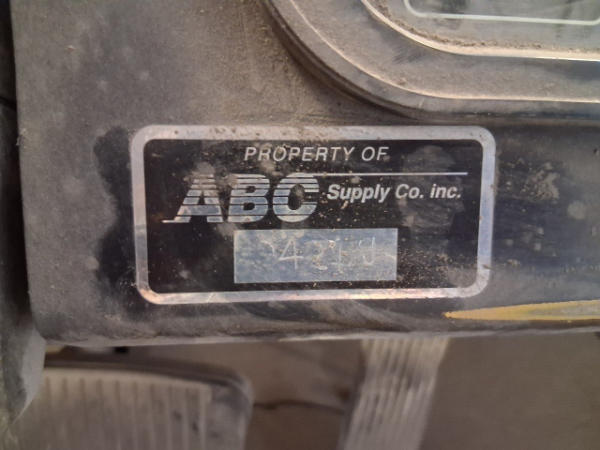 PROPERTY OF
ABC Supply Co. inc.